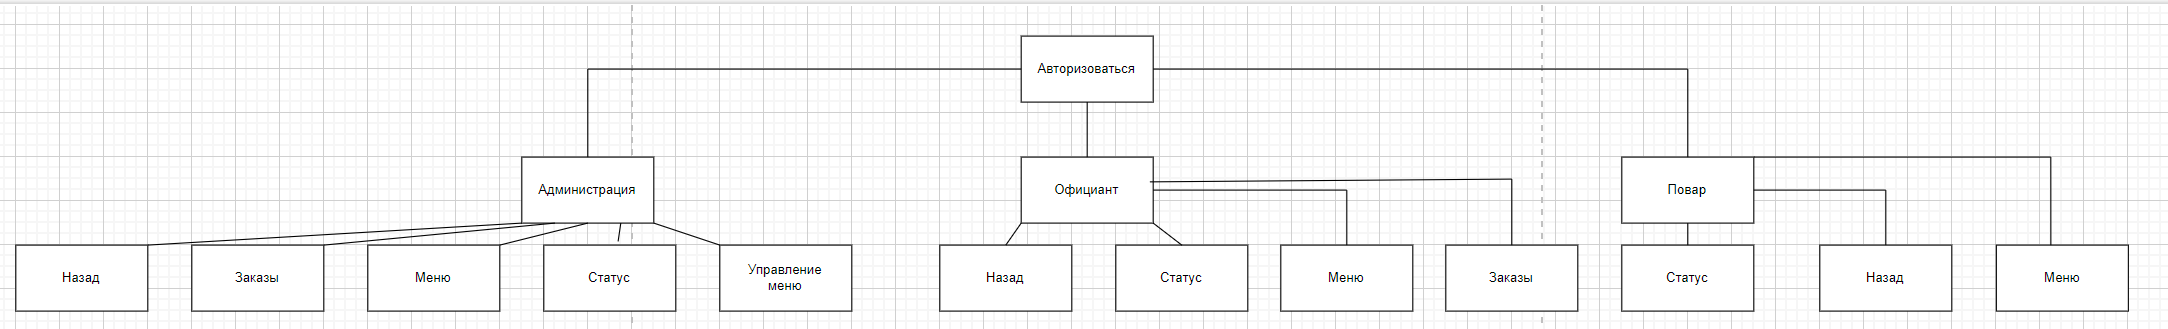 Авторизоваться
Администрация
Официант
Повар
Назад
Заказы
Меню
Статус
Управление
меню
Назад
Статус
Меню
Заказы
Статус
Назад
Меню